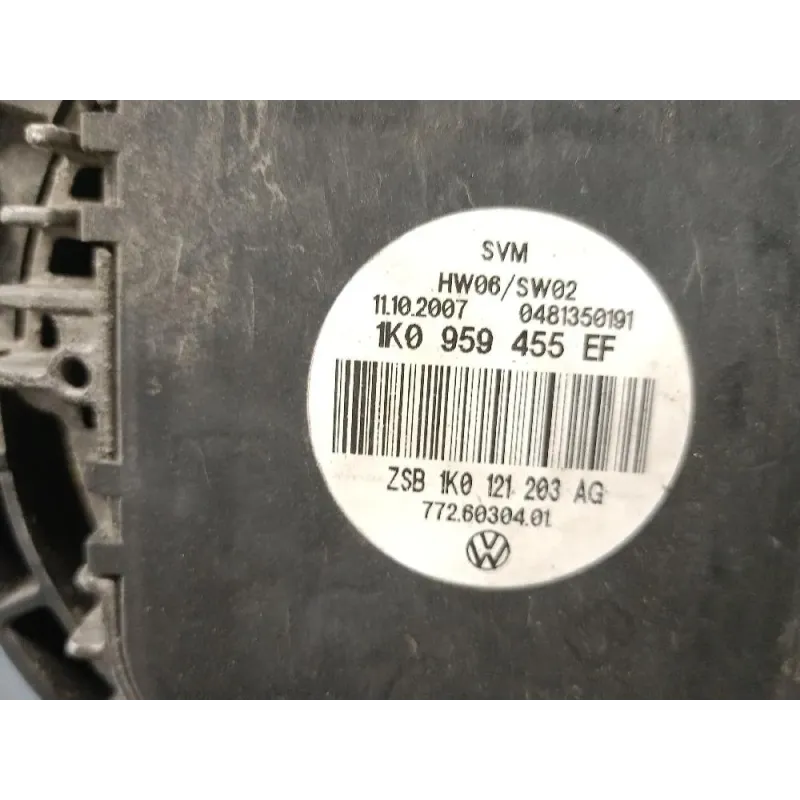 SVM
HW06/SW02
11.10.2007 0481350191
1K0 959 455 EF
ZSB 1K0 121 203 AG
772.60304.01